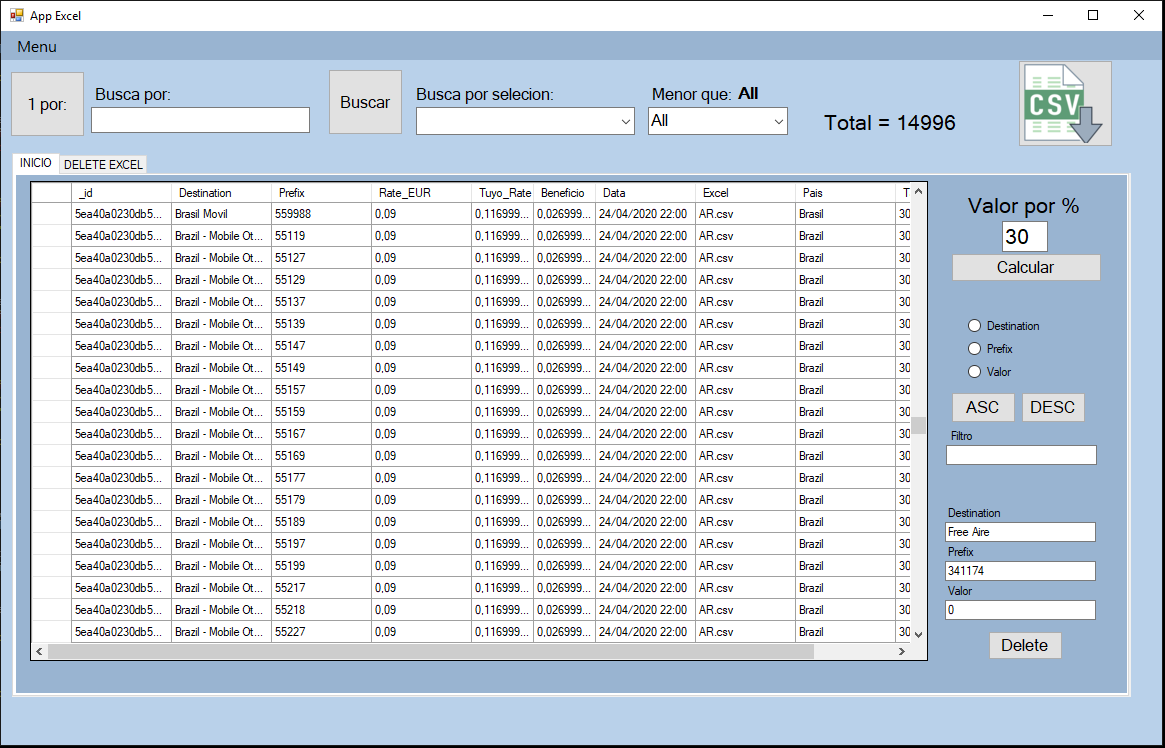 App Excel
Menu
1 por:
Busca por:
Buscar
Busca por selecion:
Menor que: All
All
Total = 14996
CSV
INICIO DELETE EXCEL
_id Destination Prefix Rate_EUR Tuyo_Rate Beneficio Data Excel Pais T
5ea40a0230db5... Brasil Movil 559988 0,09 0,116999... 0,026999... 24/04/2020 22:00 AR.csv Brasil 30
5ea40a0230db5... Brazil - Mobile Ot... 55119 0,09 0,116999... 0,026999... 24/04/2020 22:00 AR.csv Brazil 30
5ea40a0230db5... Brazil - Mobile Ot... 55127 0,09 0,116999... 0,026999... 24/04/2020 22:00 AR.csv Brazil 30
5ea40a0230db5... Brazil - Mobile Ot... 55129 0,09 0,116999... 0,026999... 24/04/2020 22:00 AR.csv Brazil 30
5ea40a0230db5... Brazil - Mobile Ot... 55137 0,09 0,116999... 0,026999... 24/04/2020 22:00 AR.csv Brazil 30
5ea40a0230db5... Brazil - Mobile Ot... 55139 0,09 0,116999... 0,026999... 24/04/2020 22:00 AR.csv Brazil 30
5ea40a0230db5... Brazil - Mobile Ot... 55147 0,09 0,116999... 0,026999... 24/04/2020 22:00 AR.csv Brazil 30
5ea40a0230db5... Brazil - Mobile Ot... 55149 0,09 0,116999... 0,026999... 24/04/2020 22:00 AR.csv Brazil 30
5ea40a0230db5... Brazil - Mobile Ot... 55157 0,09 0,116999... 0,026999... 24/04/2020 22:00 AR.csv Brazil 30
5ea40a0230db5... Brazil - Mobile Ot... 55159 0,09 0,116999... 0,026999... 24/04/2020 22:00 AR.csv Brazil 30
5ea40a0230db5... Brazil - Mobile Ot... 55167 0,09 0,116999... 0,026999... 24/04/2020 22:00 AR.csv Brazil 30
5ea40a0230db5... Brazil - Mobile Ot... 55169 0,09 0,116999... 0,026999... 24/04/2020 22:00 AR.csv Brazil 30
5ea40a0230db5... Brazil - Mobile Ot... 55177 0,09 0,116999... 0,026999... 24/04/2020 22:00 AR.csv Brazil 30
5ea40a0230db5... Brazil - Mobile Ot... 55179 0,09 0,116999... 0,026999... 24/04/2020 22:00 AR.csv Brazil 30
5ea40a0230db5... Brazil - Mobile Ot... 55189 0,09 0,116999... 0,026999... 24/04/2020 22:00 AR.csv Brazil 30
5ea40a0230db5... Brazil - Mobile Ot... 55197 0,09 0,116999... 0,026999... 24/04/2020 22:00 AR.csv Brazil 30
5ea40a0230db5... Brazil - Mobile Ot... 55199 0,09 0,116999... 0,026999... 24/04/2020 22:00 AR.csv Brazil 30
5ea40a0230db5... Brazil - Mobile Ot... 55217 0,09 0,116999... 0,026999... 24/04/2020 22:00 AR.csv Brazil 30
5ea40a0230db5... Brazil - Mobile Ot... 55218 0,09 0,116999... 0,026999... 24/04/2020 22:00 AR.csv Brazil 30
5ea40a0230db5... Brazil - Mobile Ot... 55227 0,09 0,116999... 0,026999... 24/04/2020 22:00 AR.csv Brazil 30
Valor por %
30
Calcular
Destination
Prefix
Valor
ASC DESC
Filtro
Destination
Free Aire
Prefix
341174
Valor
0
Delete